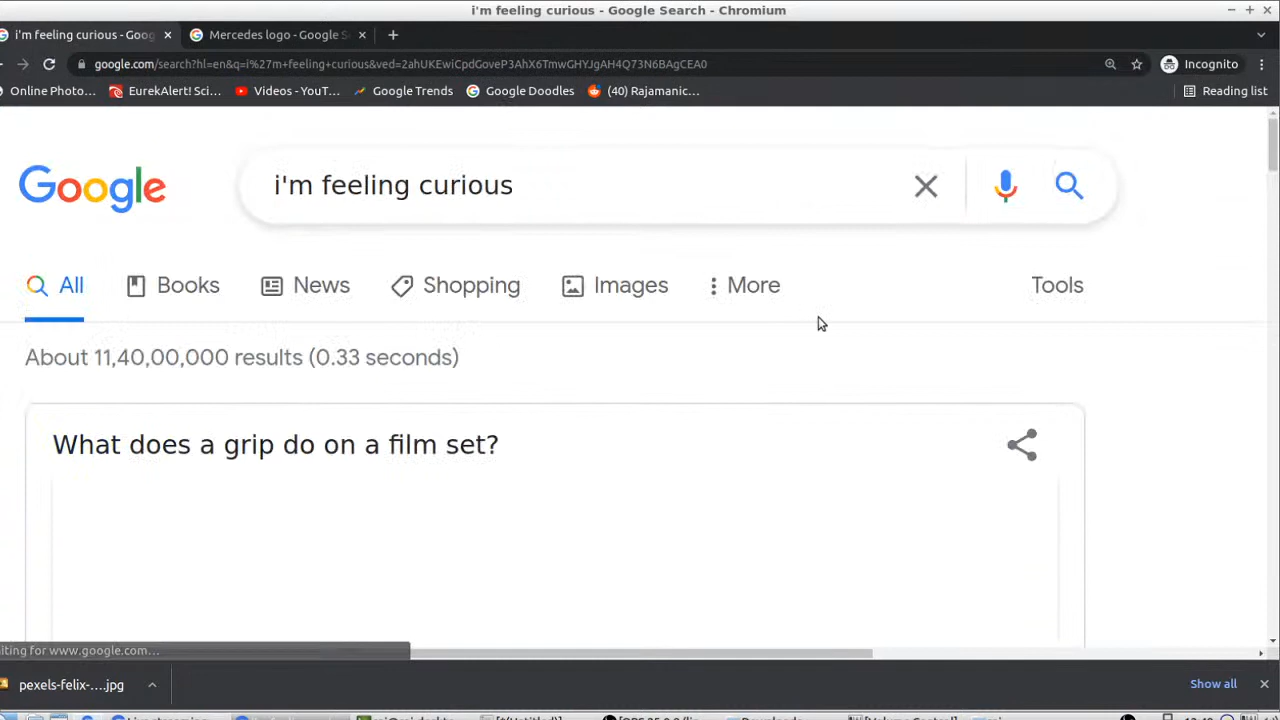 i'm feeling curious - Google Search - Chromium
i'm feeling curious - Goog
Mercedes logo - Google S
google.com/search?hl=en&q=i%27m+feeling+curious&ved=2ahUKEwiCpdGoveP3AhX6TmwGHYJgAH4Q73N6BAgCEA0
Incognito
Online Photo...
EurekAlert! Sci...
Videos - YouT...
Google Trends
Google Doodles
(40) Rajamanic...
Reading list
Google
i'm feeling curious
All
Books
News
Shopping
Images
More
Tools
About 11,40,00,000 results (0.33 seconds)
What does a grip do on a film set?
iting for www.google.com...
pexels-felix-....jpg
Show all